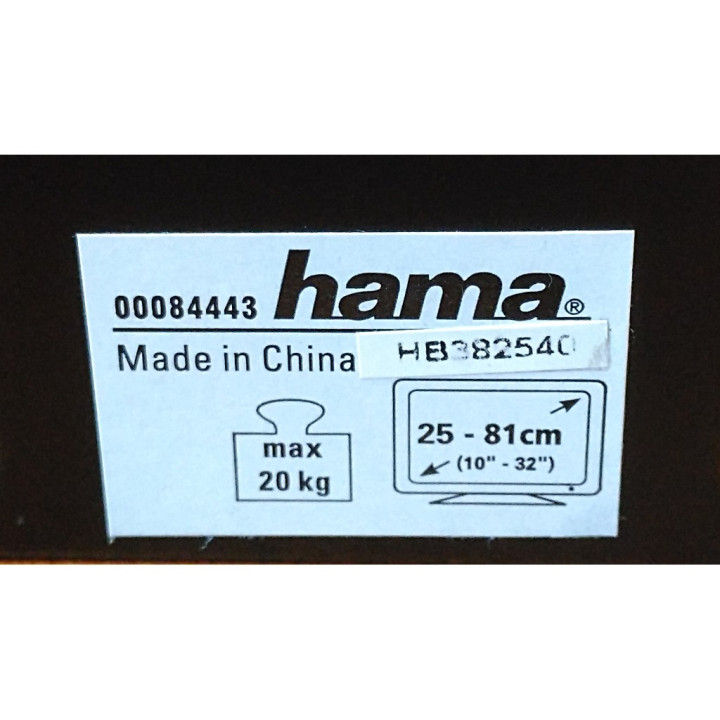 00084443 hama®
Made in China HB382540
max
20 kg
25 - 81cm
(10" - 32")